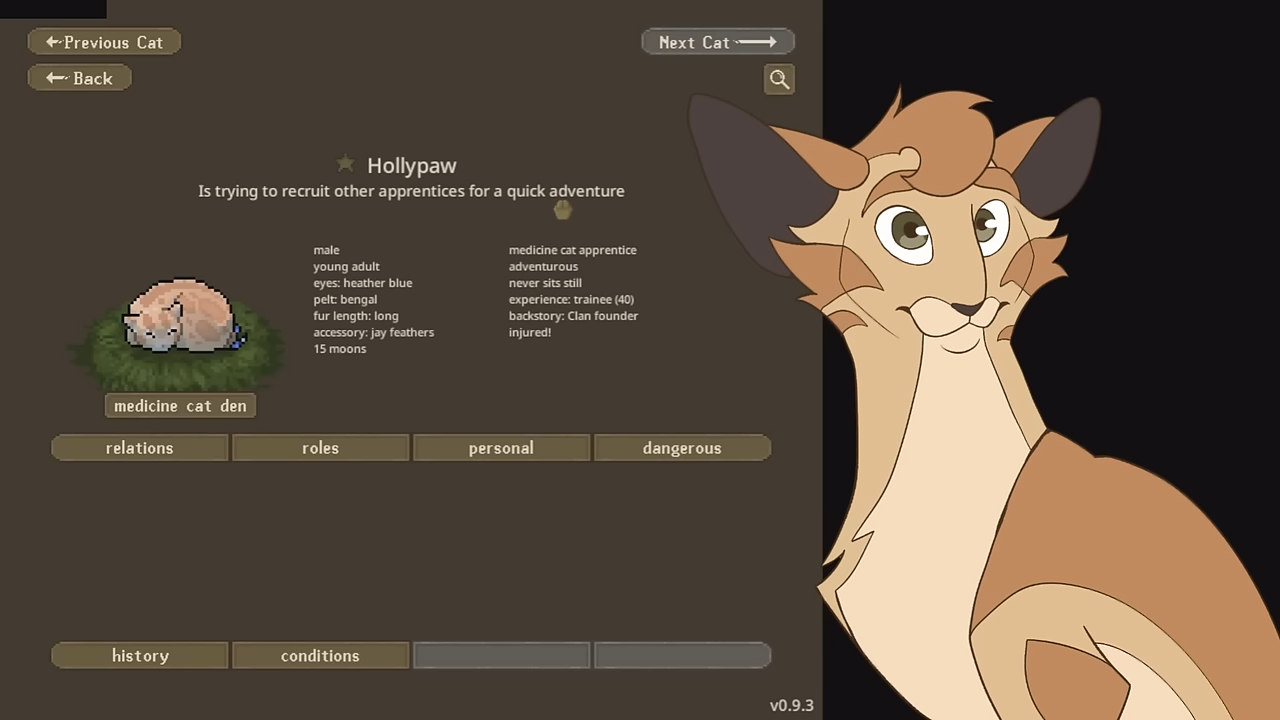 Previous Cat
Next Cat
Back
Hollypaw
Is trying to recruit other apprentices for a quick adventure
male
young adult
eyes: heather blue
pelt: bengal
fur length: long
accessory: jay feathers
15 moons
medicine cat apprentice
adventurous
never sits still
experience: trainee (40)
backstory: Clan founder
injured!
medicine cat den
relations
roles
personal
dangerous
history
conditions
v0.9.3